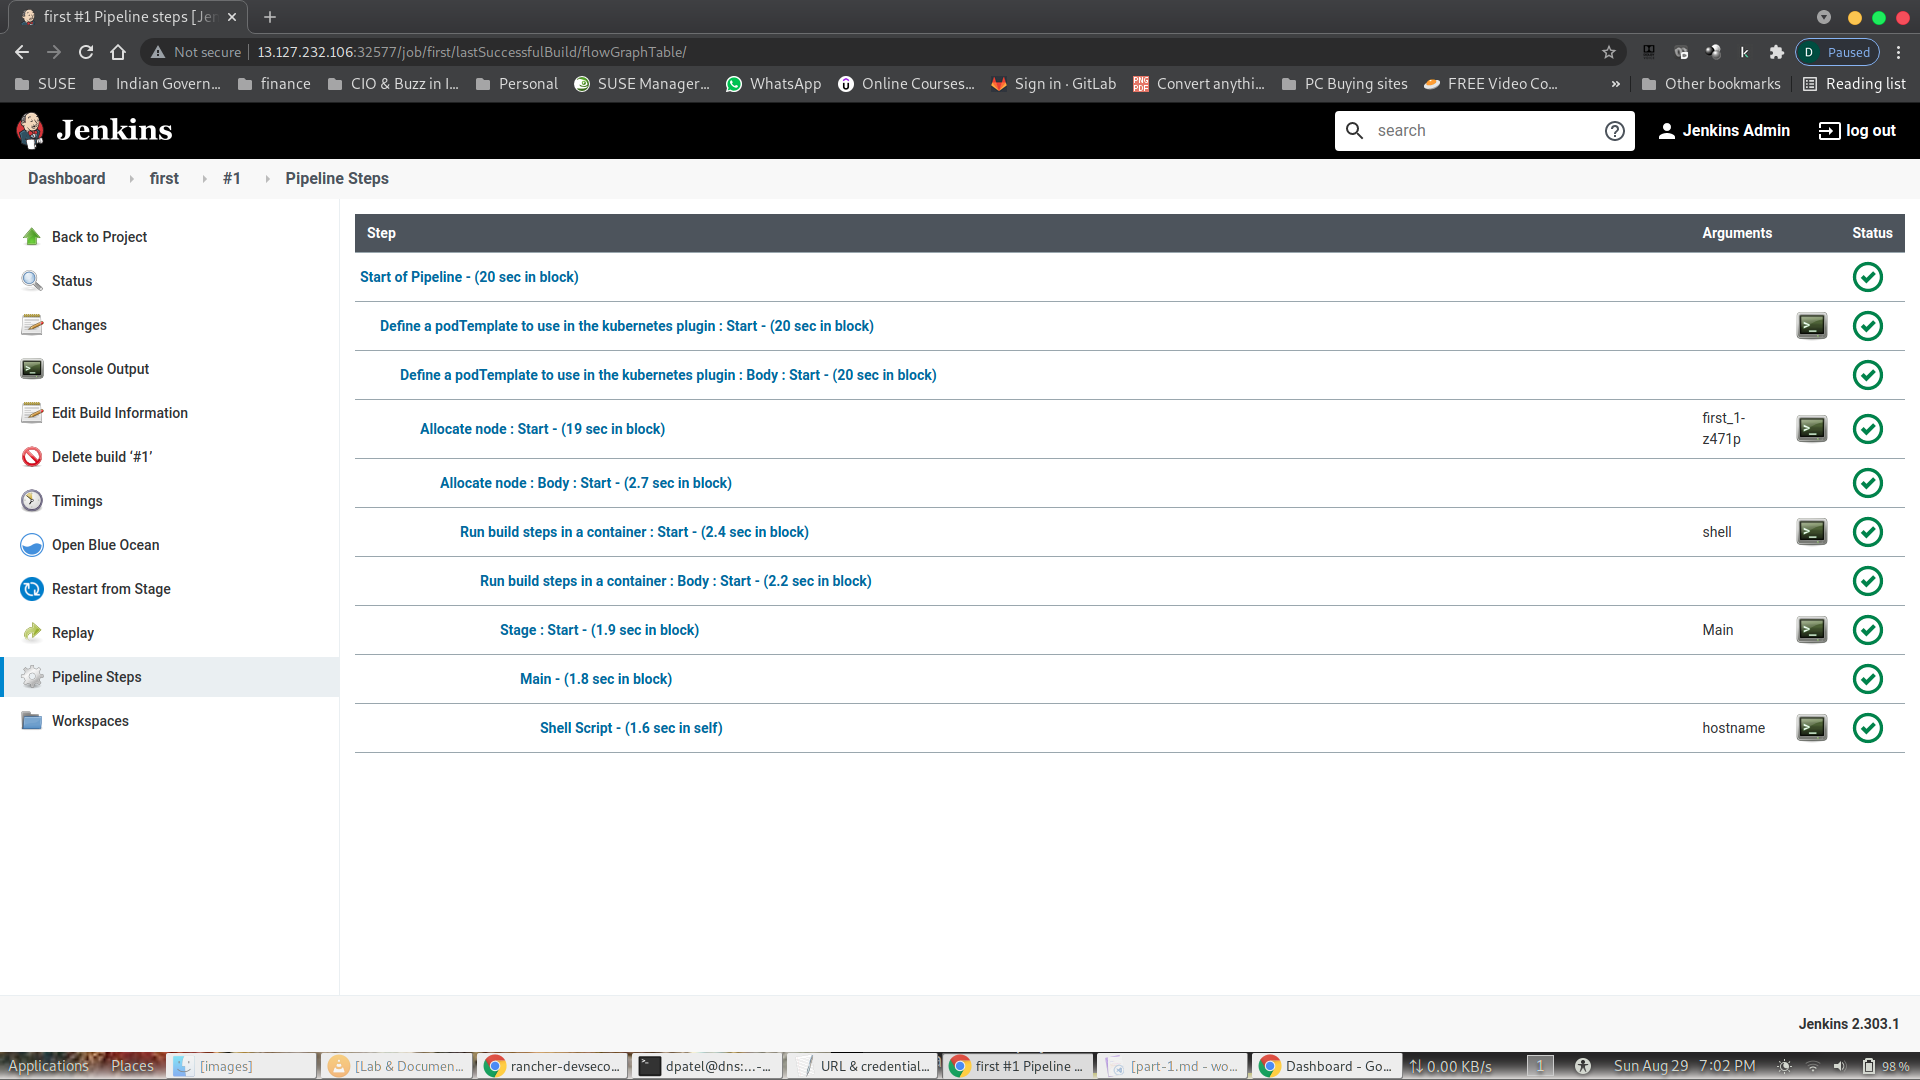 first #1 Pipeline steps [Jen
Not secure
13.127.232.106:32577/job/first/lastSuccessfulBuild/flowGraphTable/
D Paused
SUSE
Indian Govern...
finance
CIO & Buzz in I...
Personal
SUSE Manager...
WhatsApp
Online Courses...
Sign in · GitLab
Convert anythi...
PC Buying sites
FREE Video Co...
»
Other bookmarks
Reading list
Jenkins
search
Jenkins Admin
log out
Dashboard
first
#1
Pipeline Steps
Back to Project
Status
Changes
Console Output
Edit Build Information
Delete build ‘#1’
Timings
Open Blue Ocean
Restart from Stage
Replay
Pipeline Steps
Workspaces
Step Arguments Status
Start of Pipeline - (20 sec in block)
Define a podTemplate to use in the kubernetes plugin : Start - (20 sec in block)
Define a podTemplate to use in the kubernetes plugin : Body : Start - (20 sec in block)
Allocate node : Start - (19 sec in block)
first_1-
z471p
Allocate node : Body : Start - (2.7 sec in block)
Run build steps in a container : Start - (2.4 sec in block) shell
Run build steps in a container : Body : Start - (2.2 sec in block)
Stage : Start - (1.9 sec in block) Main
Main - (1.8 sec in block)
Shell Script - (1.6 sec in self) hostname
Jenkins 2.303.1
Applications
Places
[images]
[Lab & Documen...
rancher-devseco...
dpatel@dns:...-...
URL & credential...
first #1 Pipeline ...
[part-1.md - wo...
Dashboard - Go...
0.00 KB/s
1
Sun Aug 29 7:02 PM
98 %